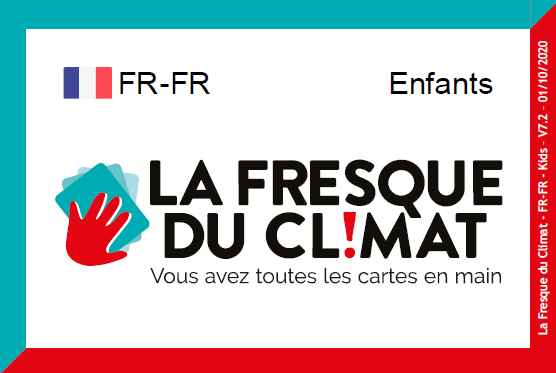 FR-FR Enfants
LA FRESQUE
DU CL!MAT
Vous avez toutes les cartes en main
La Fresque du Climat - FR-FR - Kids - V7.2 - 01/10/2020